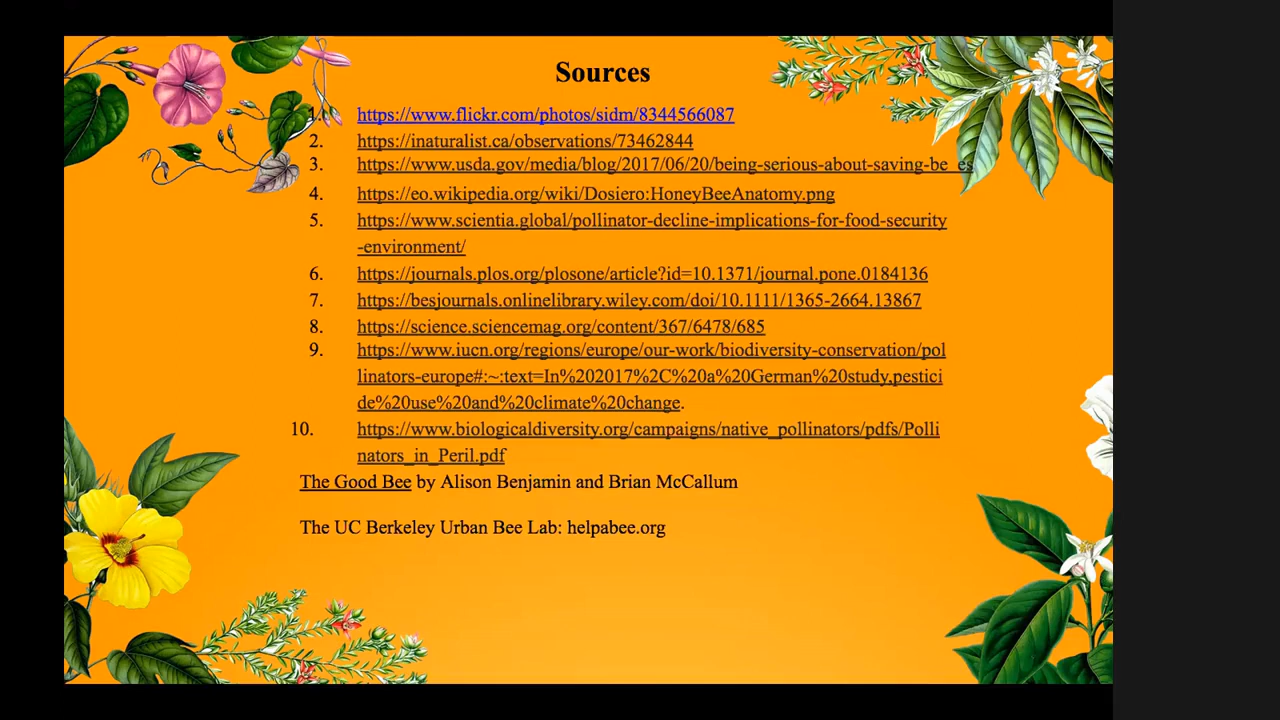 Sources
1. https://www.flickr.com/photos/sidm/8344566087
2. https://inaturalist.ca/observations/73462844
3. https://www.usda.gov/media/blog/2017/06/20/being-serious-about-saving-be es
4. https://eo.wikipedia.org/wiki/Dosiero:HoneyBeeAnatomy.png
5. https://www.scientia.global/pollinator-decline-implications-for-food-security
-environment/
6. https://journals.plos.org/plosone/article?id=10.1371/journal.pone.0184136
7. https://besjournals.onlinelibrary.wiley.com/doi/10.1111/1365-2664.13867
8. https://science.sciencemag.org/content/367/6478/685
9. https://www.iucn.org/regions/europe/our-work/biodiversity-conservation/pol
linators-europe#:~:text=In%202017%2C%20a%20German%20study,pestici
de%20use%20and%20climate%20change.
10. https://www.biologicaldiversity.org/campaigns/native_pollinators/pdfs/Polli
nators_in_Peril.pdf
The Good Bee by Alison Benjamin and Brian McCallum
The UC Berkeley Urban Bee Lab: helpabee.org